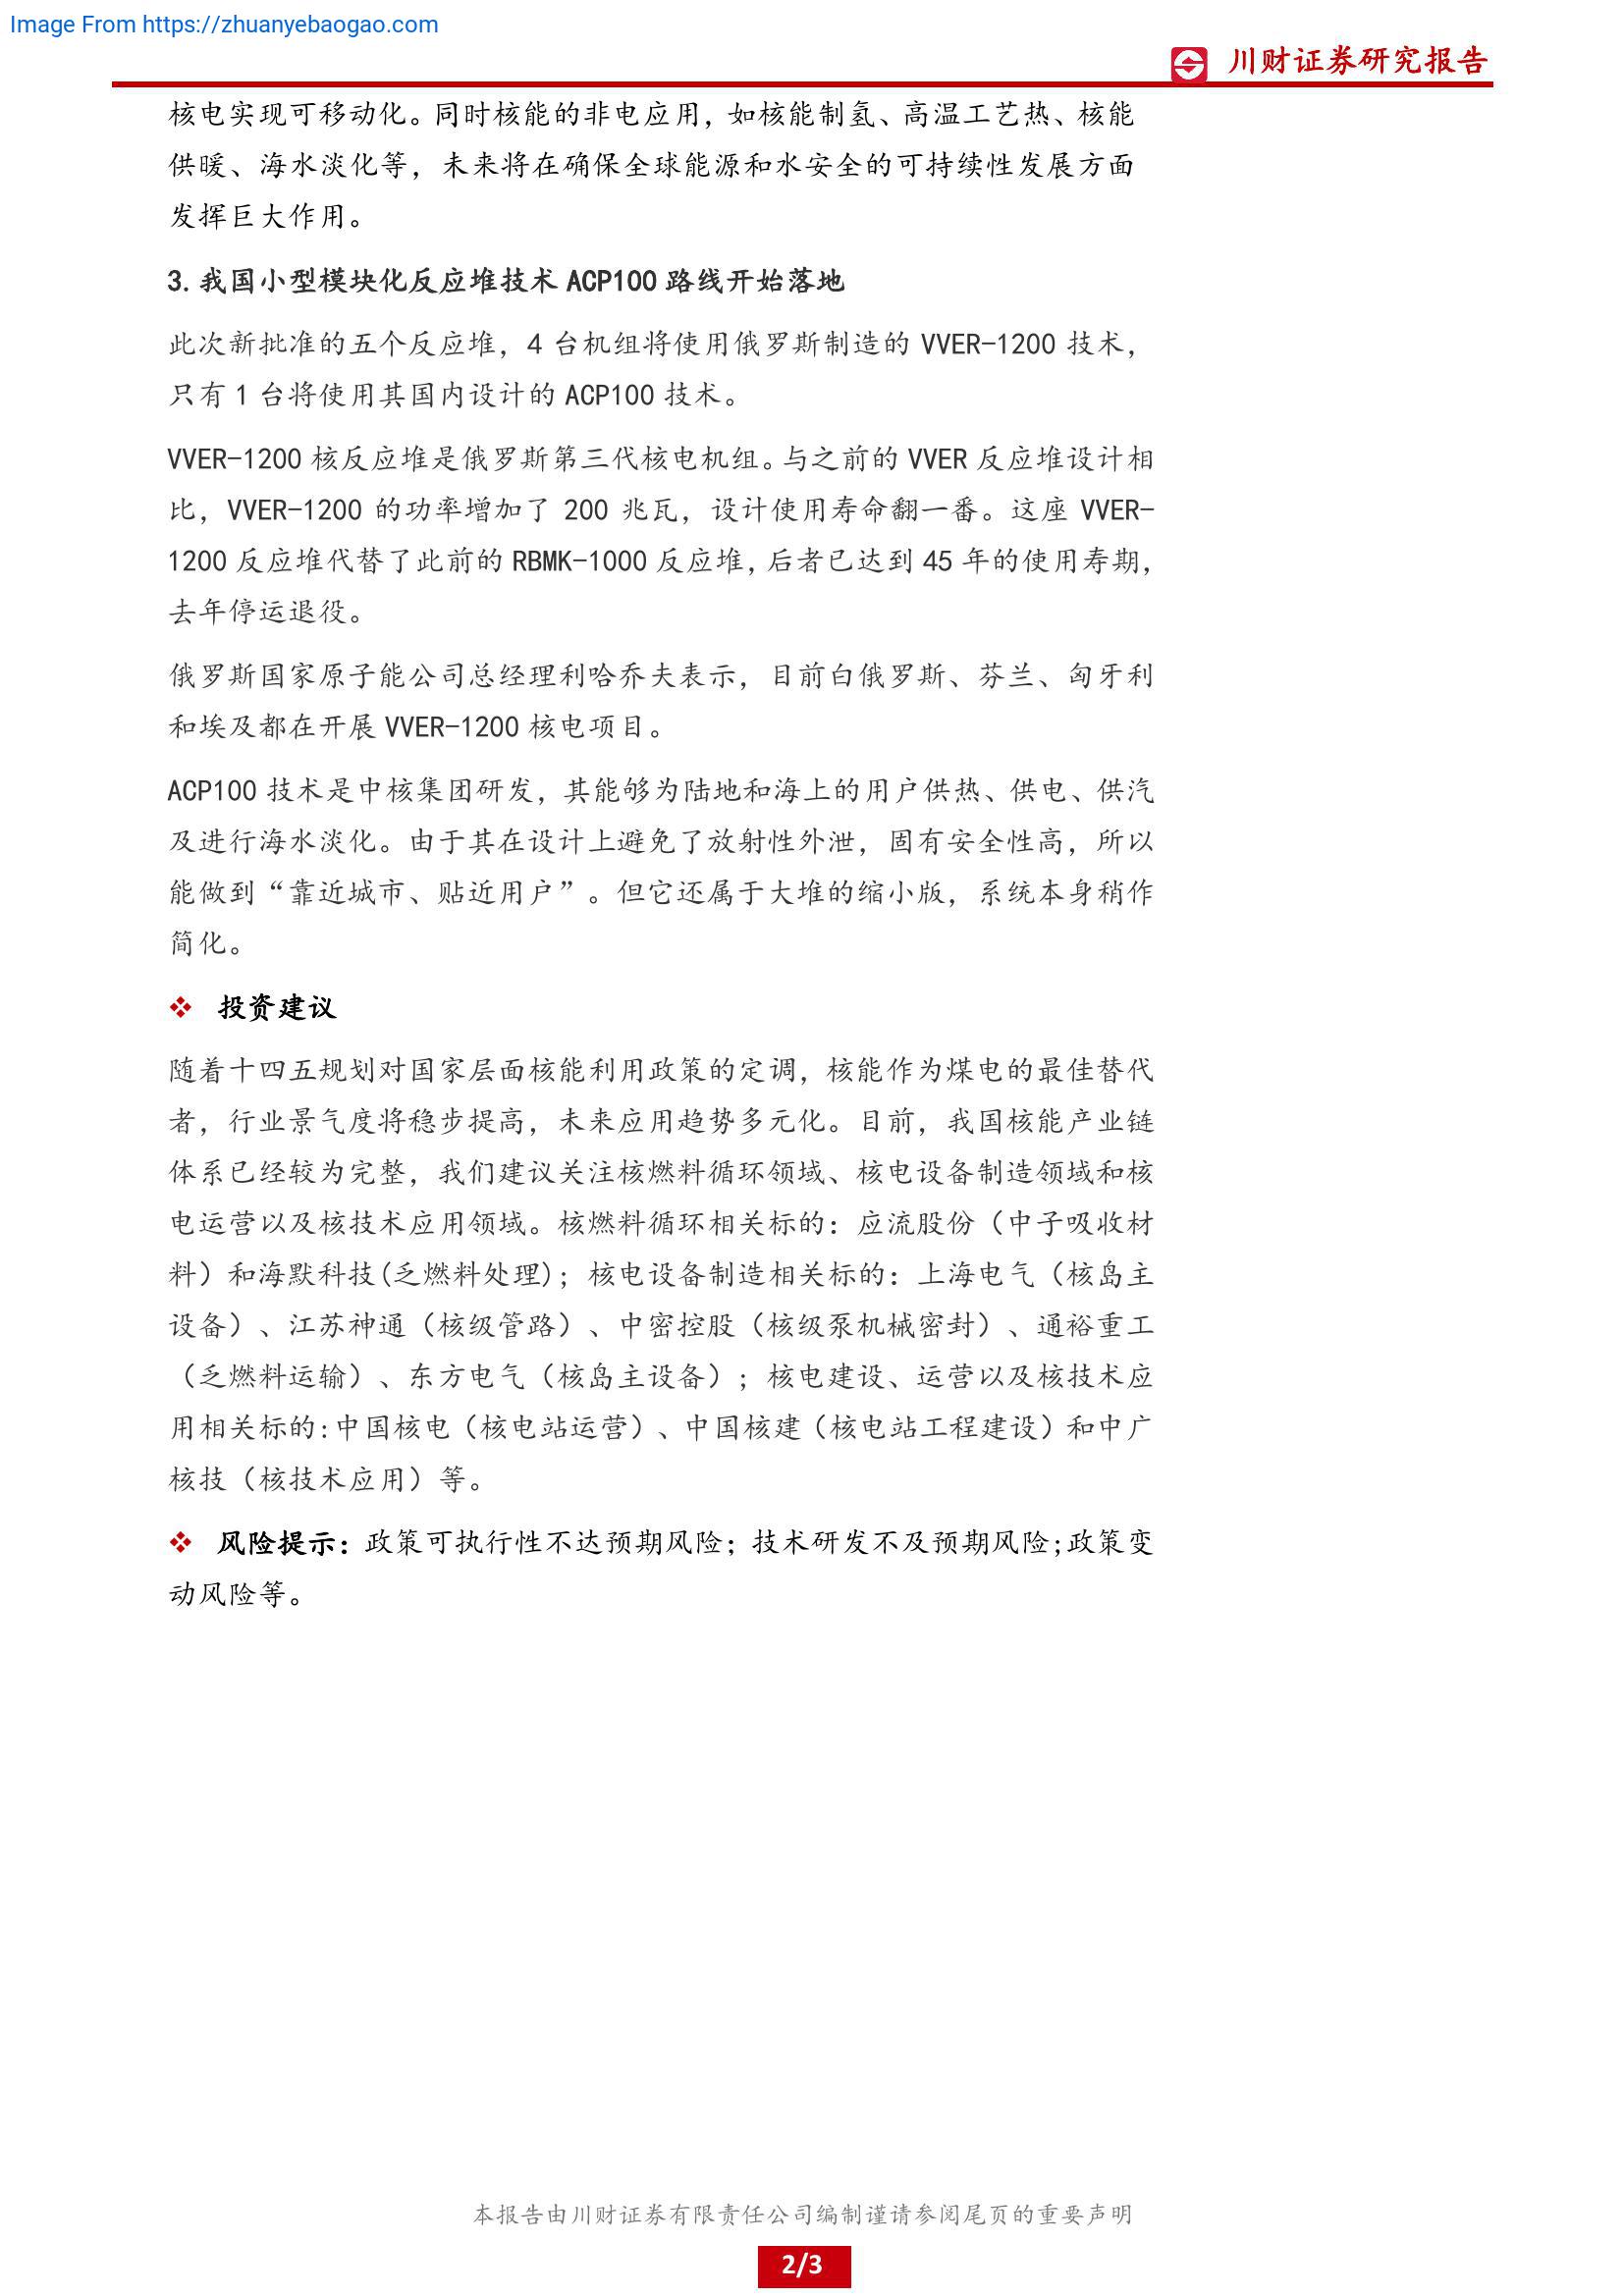 Image From https://zhuanyebaogao.com
川财证券研究报告
核电实现可移动化。同时核能的非电应用，如核能制氢、高温工艺热、核能
供暖、海水淡化等，未来将在确保全球能源和水安全的可持续性发展方面
发挥巨大作用。
3.我国小型模块化反应堆技术 ACP100 路线开始落地
此次新批准的五个反应堆，4 台机组将使用俄罗斯制造的 VVER-1200 技术，
只有 1 台将使用其国内设计的 ACP100 技术。
VVER-1200 核反应堆是俄罗斯第三代核电机组。与之前的 VVER 反应堆设计相
比，VVER-1200 的功率增加了 200 兆瓦，设计使用寿命翻一番。这座 VVER-
1200 反应堆代替了此前的 RBMK-1000 反应堆，后者已达到 45 年的使用寿期，
去年停运退役。
俄罗斯国家原子能公司总经理利哈乔夫表示，目前白俄罗斯、芬兰、匈牙利
和埃及都在开展 VVER-1200 核电项目。
ACP100 技术是中核集团研发，其能够为陆地和海上的用户供热、供电、供汽
及进行海水淡化。由于其在设计上避免了放射性外泄，固有安全性高，所以
能做到“靠近城市、贴近用户”。但它还属于大堆的缩小版，系统本身稍作
简化。
❖ 投资建议
随着十四五规划对国家层面核能利用政策的定调，核能作为煤电的最佳替代
者，行业景气度将稳步提高，未来应用趋势多元化。目前，我国核能产业链
体系已经较为完整，我们建议关注核燃料循环领域、核电设备制造领域和核
电运营以及核技术应用领域。核燃料循环相关标的：应流股份（中子吸收材
料）和海默科技(乏燃料处理)；核电设备制造相关标的：上海电气（核岛主
设备）、江苏神通（核级管路）、中密控股（核级泵机械密封）、通裕重工
（乏燃料运输）、东方电气（核岛主设备）；核电建设、运营以及核技术应
用相关标的:中国核电（核电站运营）、中国核建（核电站工程建设）和中广
核技（核技术应用）等。
❖ 风险提示：政策可执行性不达预期风险；技术研发不及预期风险;政策变
动风险等。
本报告由川财证券有限责任公司编制谨请参阅尾页的重要声明
2/3